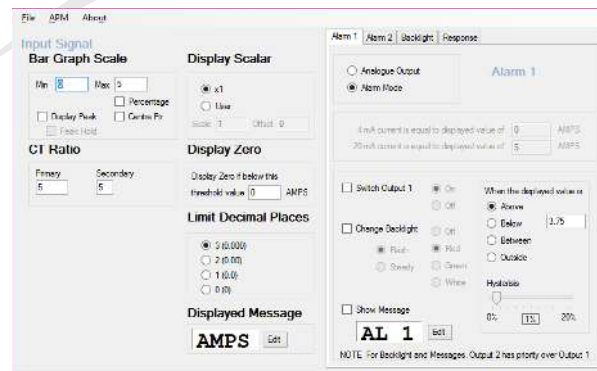 File APM About
Input Signal
Bar Graph Scale
Min 0 Max 5
Percentage
Display Peak Centre Ptr
Peak Hold
CT Ratio
Primary Secondary
5 5
Display Scalar
x1
User
Scale 1 Offset 0
Display Zero
Display Zero if below this
threshold value 0 AMPS
Limit Decimal Places
3 (0.000)
2 (0.00)
1 (0.0)
0 (0)
Displayed Message
AMPS Edit
Alarm 1 Alarm 2 Backlight Response
Analogue Output
Alarm Mode
Alarm 1
4 mA current is equal to displayed value of 0 AMPS
20 mA current is equal to displayed value of 5 AMPS
Switch Output 1 On
Off
Change Backlight Off
Flash Red
Steady Green
White
When the displayed value is
Above
Below 3.75
Between
Outside
Hysterisis
0% 1% 20%
Show Message
AL 1 Edit
NOTE For Backlight and Messages. Output 2 has priority over Output 1